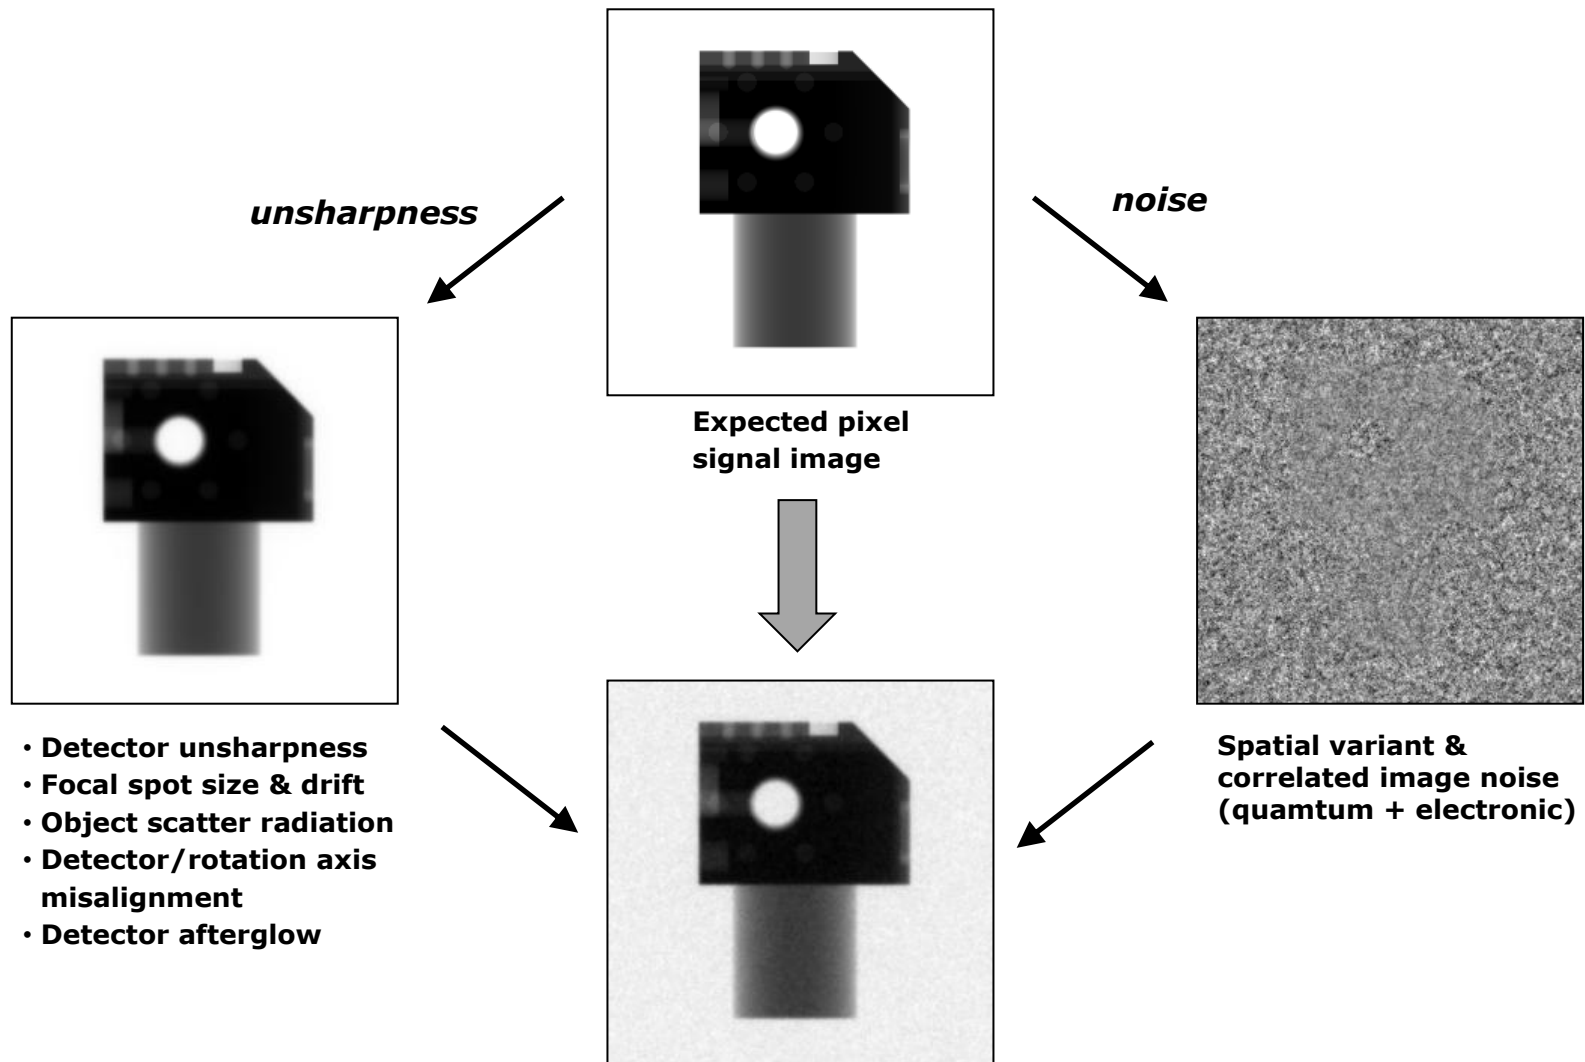 unsharpness
noise
Expected pixel
signal image
• Detector unsharpness
• Focal spot size & drift
• Object scatter radiation
• Detector/rotation axis
misalignment
• Detector afterglow
Spatial variant &
correlated image noise
(quamtum + electronic)